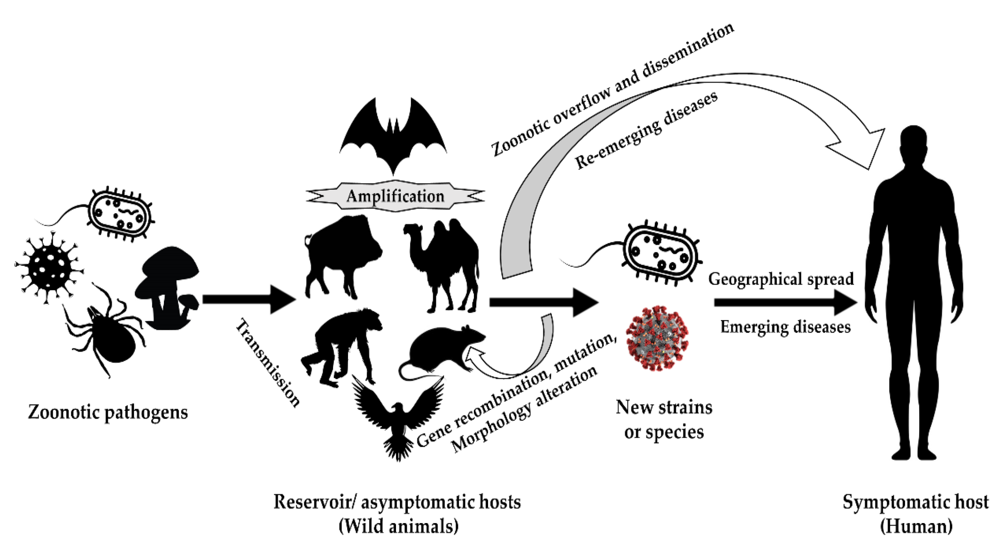 Zoonotic overflow and dissemination
Re-emerging diseases
Amplification
Geographical spread
Emerging diseases
Transmission
Gene recombination, mutation,
Morphology alteration
Zoonotic pathogens
New strains
or species
Reservoir/ asymptomatic hosts
(Wild animals)
Symptomatic host
(Human)